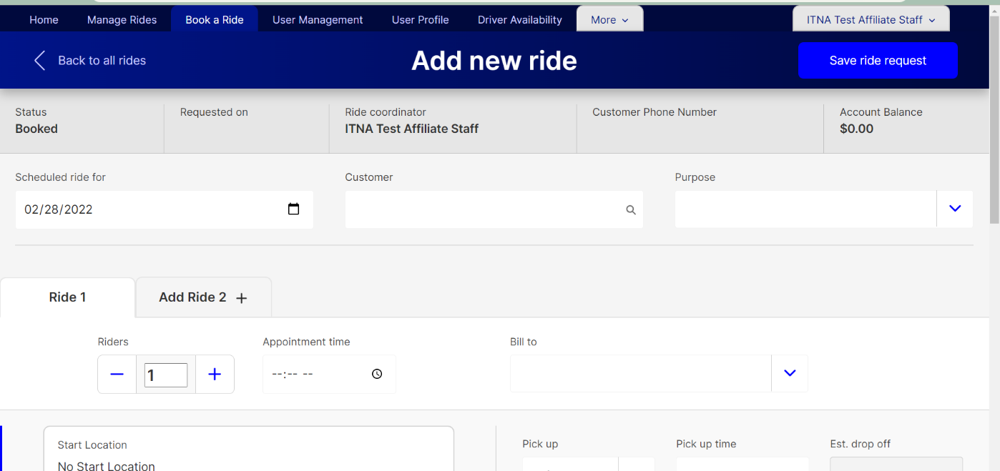 Home Manage Rides Book a Ride User Management User Profile Driver Availability More ITNA Test Affiliate Staff
Back to all rides Add new ride Save ride request
Status Requested on Ride coordinator Customer Phone Number Account Balance
Booked ITNA Test Affiliate Staff $0.00
Scheduled ride for Customer Purpose
02/28/2022
Ride 1 Add Ride 2 +
Riders Appointment time Bill to
− 1 + --:-- --
Start Location Pick up Pick up time Est. drop off
No Start Location